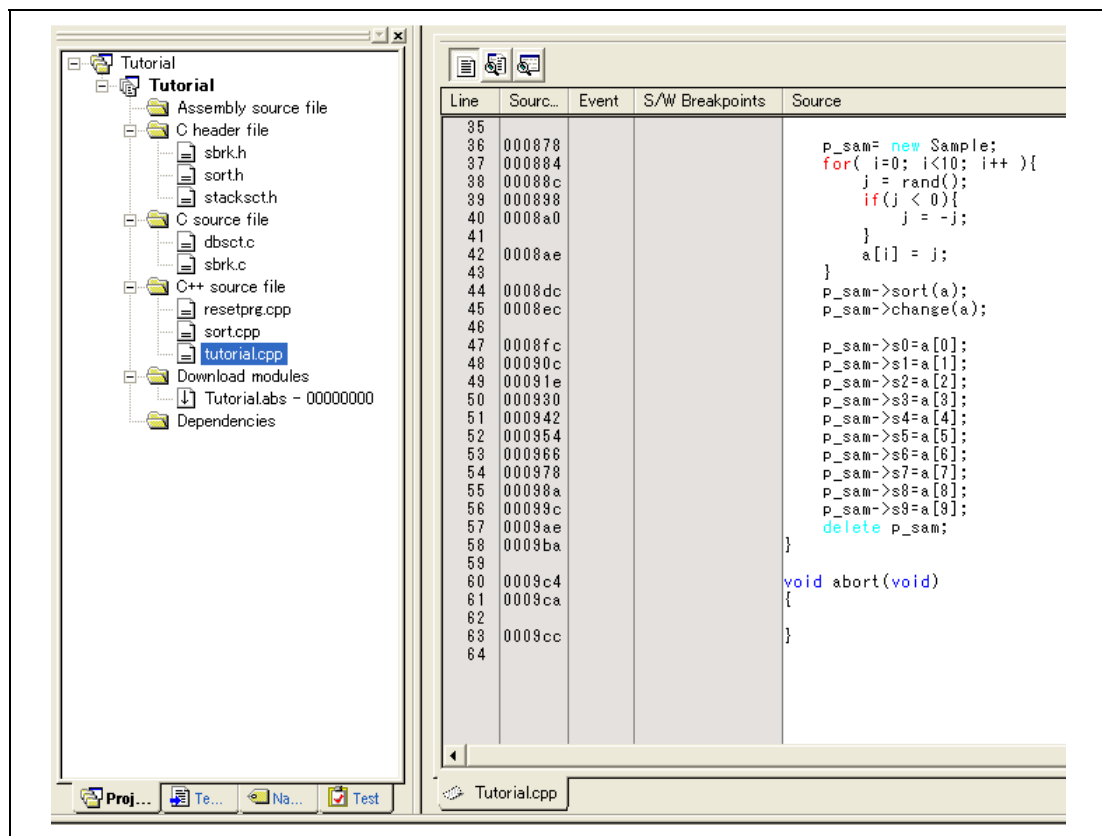 Tutorial
Tutorial
Assembly source file
C header file
sbrk.h
sort.h
stacksct.h
C source file
dbsct.c
sbrk.c
C++ source file
resetprg.cpp
sort.cpp
tutorial.cpp
Download modules
Tutorial.abs - 00000000
Dependencies
Proj... Te... Na... Test
Line Sourc... Event S/W Breakpoints Source
35
36 000878 p_sam= new Sample;
37 000884 for( i=0; i<10; i++ ){
38 00088c j = rand();
39 000898 if(j < 0){
40 0008a0 j = -j;
41 }
42 0008ae a[i] = j;
43 }
44 0008dc p_sam->sort(a);
45 0008ec p_sam->change(a);
46
47 0008fc p_sam->s0=a[0];
48 00090c p_sam->s1=a[1];
49 00091e p_sam->s2=a[2];
50 000930 p_sam->s3=a[3];
51 000942 p_sam->s4=a[4];
52 000954 p_sam->s5=a[5];
53 000966 p_sam->s6=a[6];
54 000978 p_sam->s7=a[7];
55 00098a p_sam->s8=a[8];
56 00099c p_sam->s9=a[9];
57 0009ae delete p_sam;
58 0009ba }
59
60 0009c4 void abort(void)
61 0009ca {
62
63 0009cc }
64
Tutorial.cpp